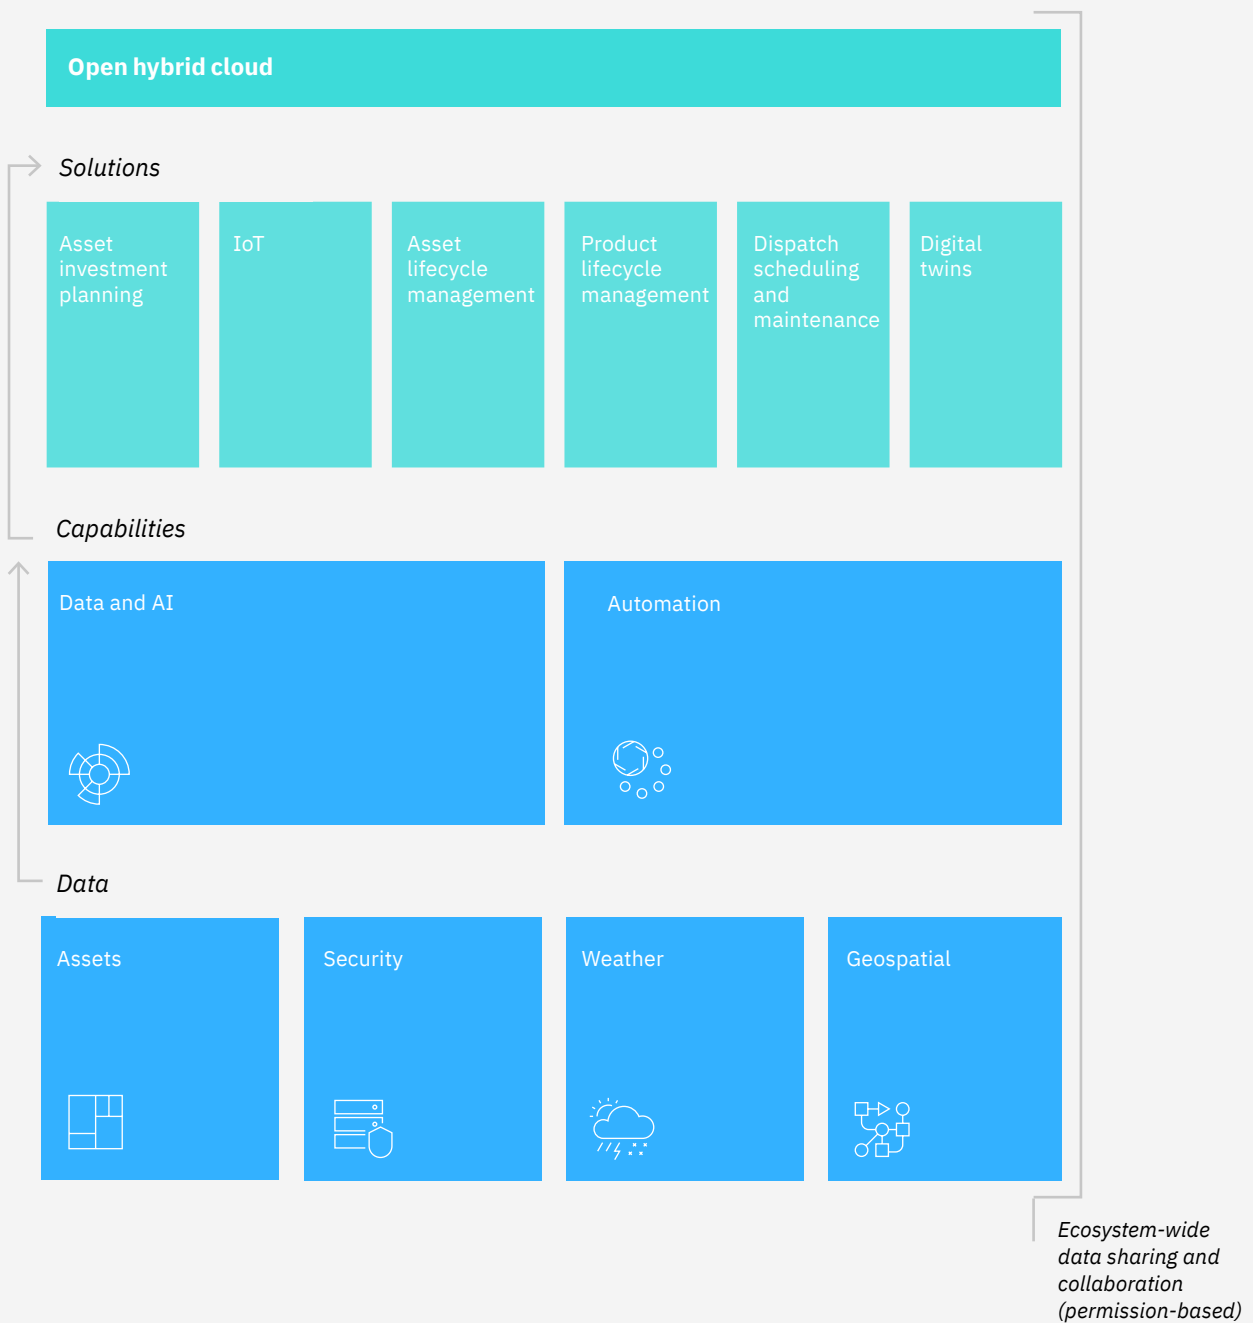 Open hybrid cloud
Solutions
Asset
investment
planning
IoT
Asset
lifecycle
management
Product
lifecycle
management
Dispatch
scheduling
and
maintenance
Digital
twins
Capabilities
Data and AI
Automation
Data
Assets
Security
Weather
Geospatial
Ecosystem-wide
data sharing and
collaboration
(permission-based)